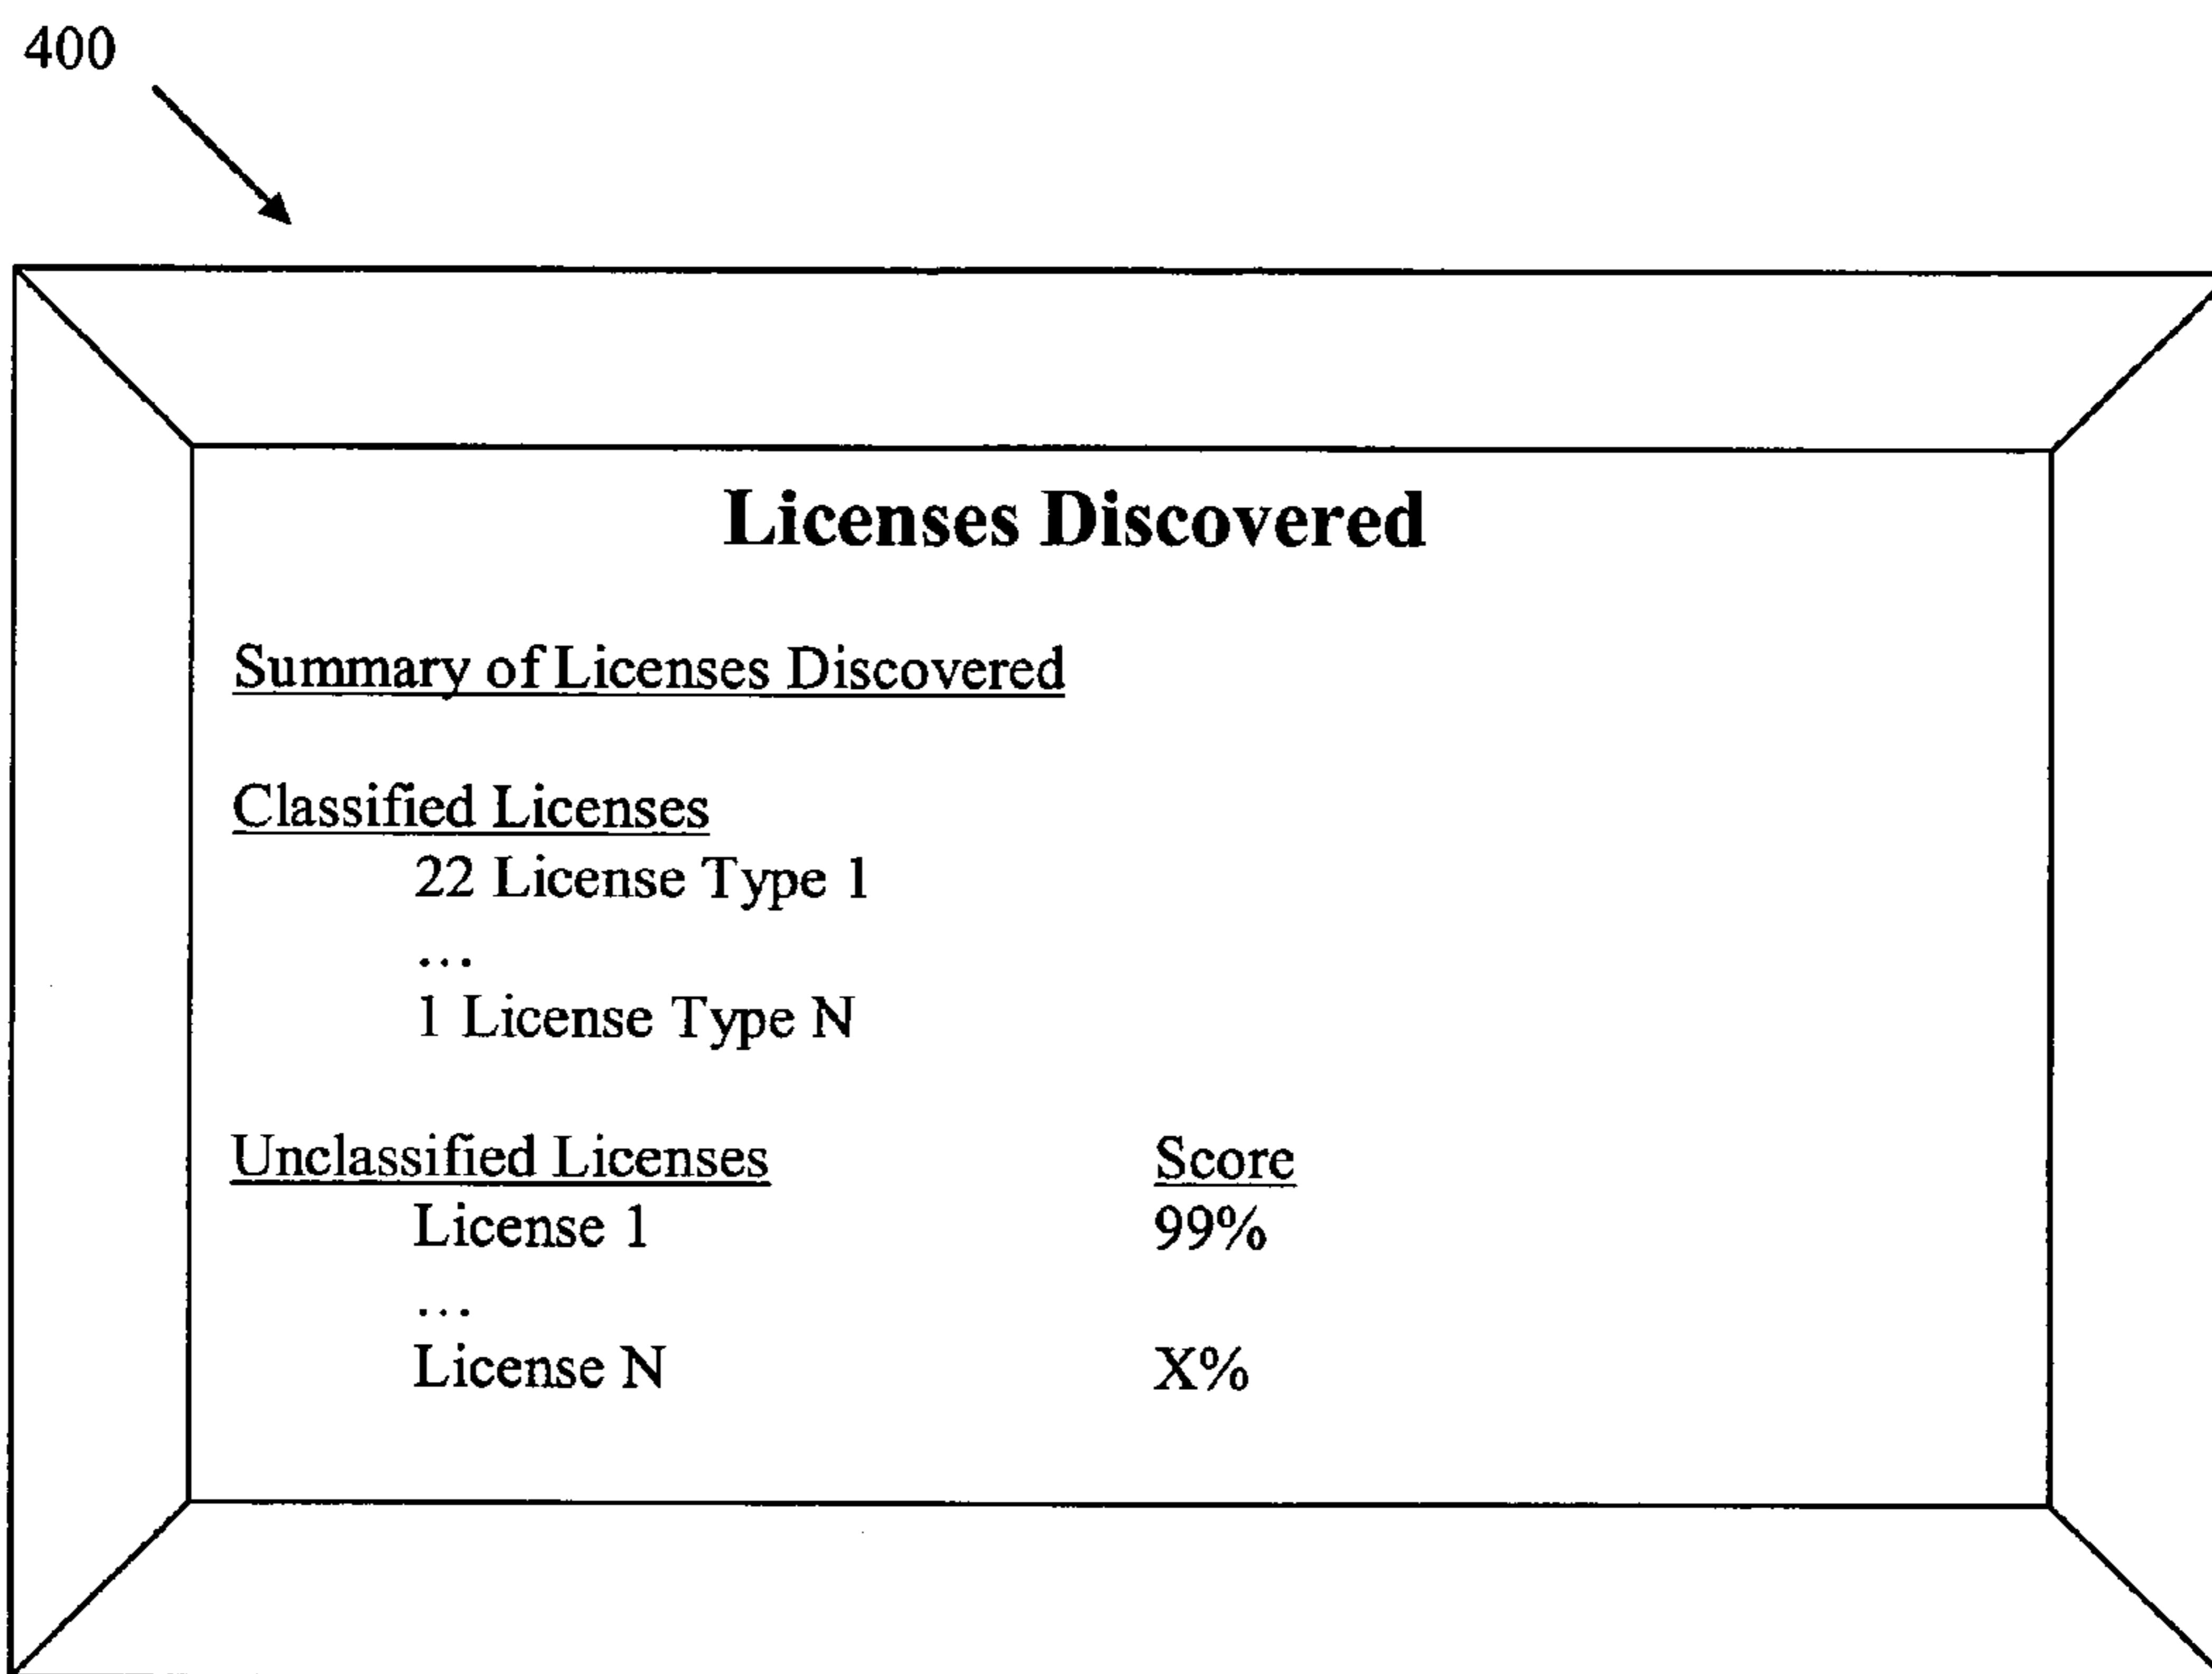 400
Licenses Discovered
Summary of Licenses Discovered
Classified Licenses
22 License Type 1
...
1 License Type N
Unclassified Licenses Score
License 1 99%
...
License N X%